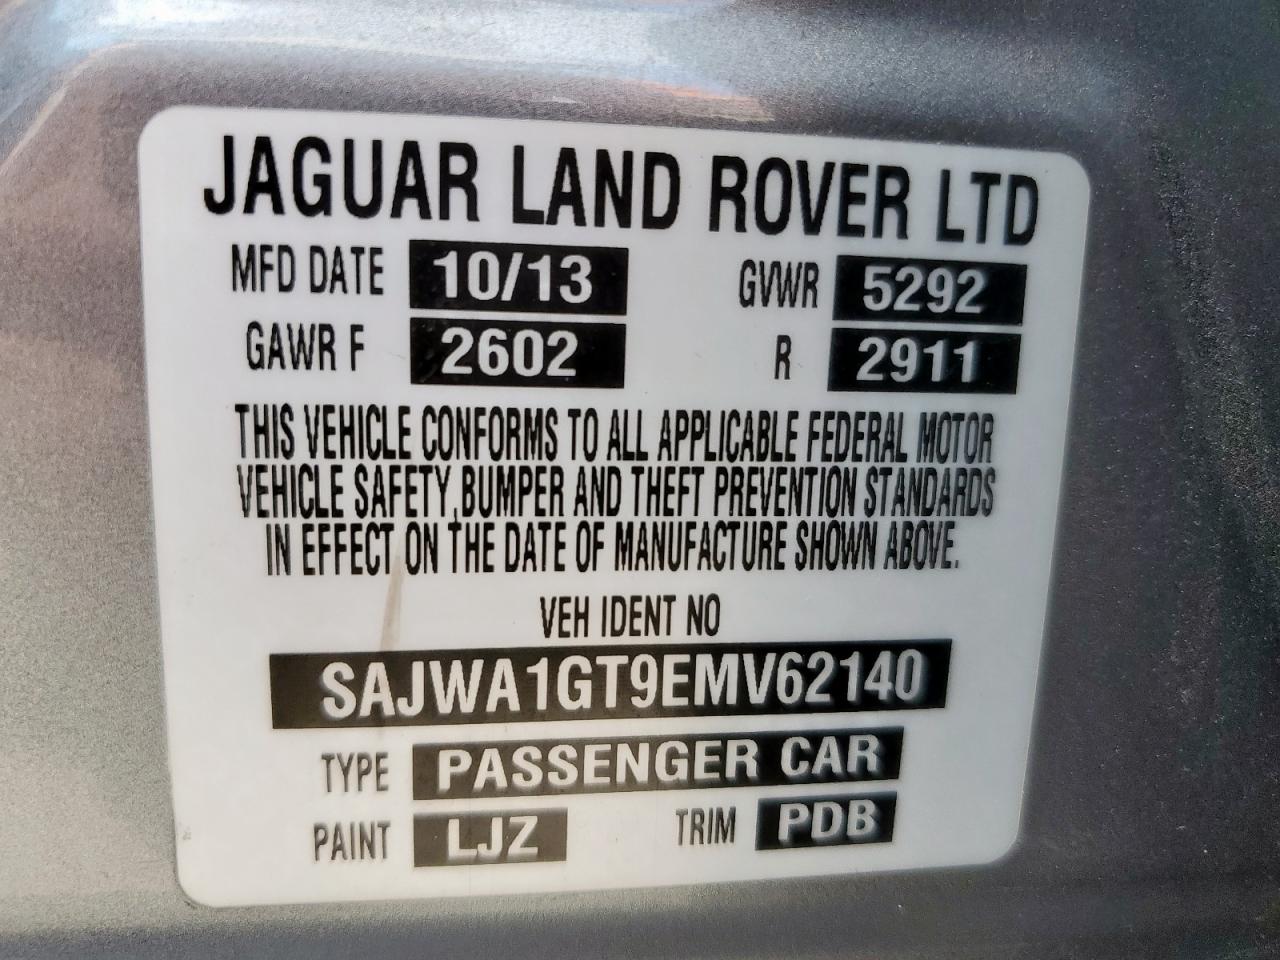 JAGUAR LAND ROVER LTD
MFD DATE 10/13 GVWR 5292
GAWR F 2602 R 2911
THIS VEHICLE CONFORMS TO ALL APPLICABLE FEDERAL MOTOR
VEHICLE SAFETY,BUMPER AND THEFT PREVENTION STANDARDS
IN EFFECT ON THE DATE OF MANUFACTURE SHOWN ABOVE.
VEH IDENT NO
SAJWA1GT9EMV62140
TYPE PASSENGER CAR
PAINT LJZ TRIM PDB